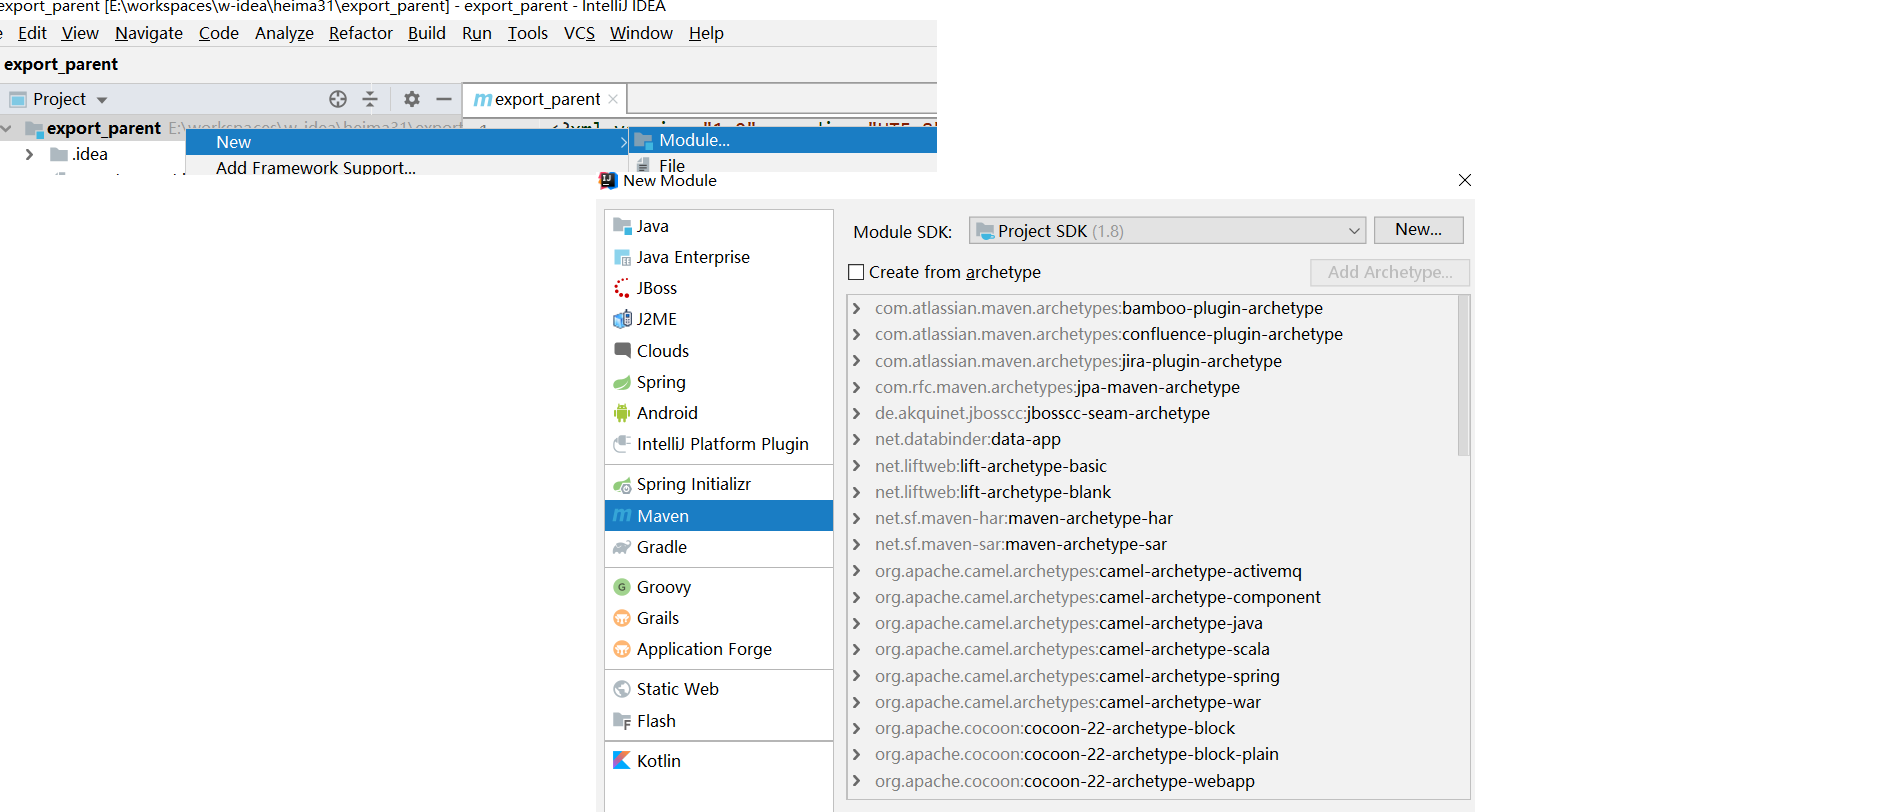 export_parent [E:\workspaces\w-idea\heima31\export_parent] - export_parent - IntelliJ IDEA
Edit View Navigate Code Analyze Refactor Build Run Tools VCS Window Help
export_parent
Project
export_parent
export_parent E:\workspaces\w-idea\heima31\export
New
Module...
.idea
Add Framework Support...
File
New Module
Java
Java Enterprise
JBoss
J2ME
Clouds
Spring
Android
IntelliJ Platform Plugin
Spring Initializr
Maven
Gradle
Groovy
Grails
Application Forge
Static Web
Flash
Kotlin
Module SDK: Project SDK (1.8) New...
Create from archetype Add Archetype...
com.atlassian.maven.archetypes:bamboo-plugin-archetype
com.atlassian.maven.archetypes:confluence-plugin-archetype
com.atlassian.maven.archetypes:jira-plugin-archetype
com.rfc.maven.archetypes:jpa-maven-archetype
de.akquinet.jbosscc:jbosscc-seam-archetype
net.databinder:data-app
net.liftweb:lift-archetype-basic
net.liftweb:lift-archetype-blank
net.sf.maven-har:maven-archetype-har
net.sf.maven-sar:maven-archetype-sar
org.apache.camel.archetypes:camel-archetype-activemq
org.apache.camel.archetypes:camel-archetype-component
org.apache.camel.archetypes:camel-archetype-java
org.apache.camel.archetypes:camel-archetype-scala
org.apache.camel.archetypes:camel-archetype-spring
org.apache.camel.archetypes:camel-archetype-war
org.apache.cocoon:cocoon-22-archetype-block
org.apache.cocoon:cocoon-22-archetype-block-plain
org.apache.cocoon:cocoon-22-archetype-webapp